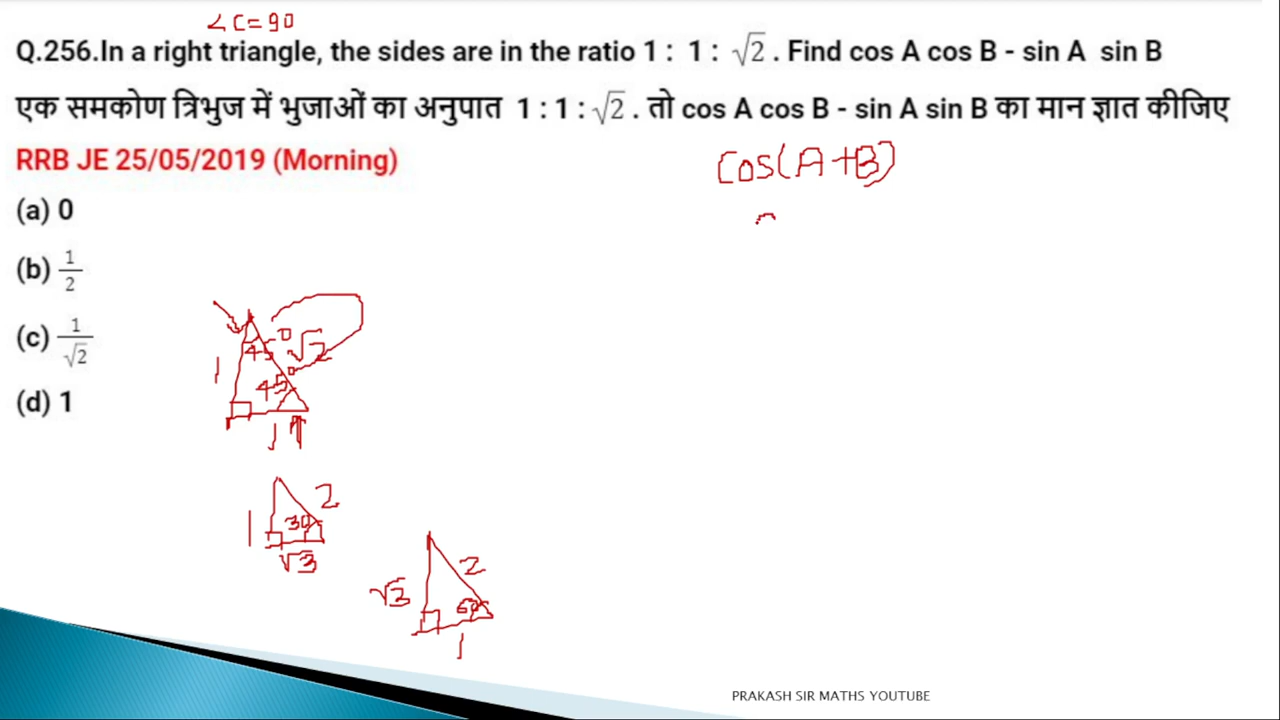 ∠C=90
Q.256.In a right triangle, the sides are in the ratio 1 : 1 : √2 . Find cos A cos B - sin A sin B
एक समकोण त्रिभुज में भुजाओं का अनुपात 1 : 1 : √2 . तो cos A cos B - sin A sin B का मान ज्ञात कीजिए
RRB JE 25/05/2019 (Morning)
Cos(A+B)
(a) 0
(b) 1/2
(c) 1/√2
(d) 1
45° √2
1 45°
1
1 30 2
√3
2
60
1
PRAKASH SIR MATHS YOUTUBE